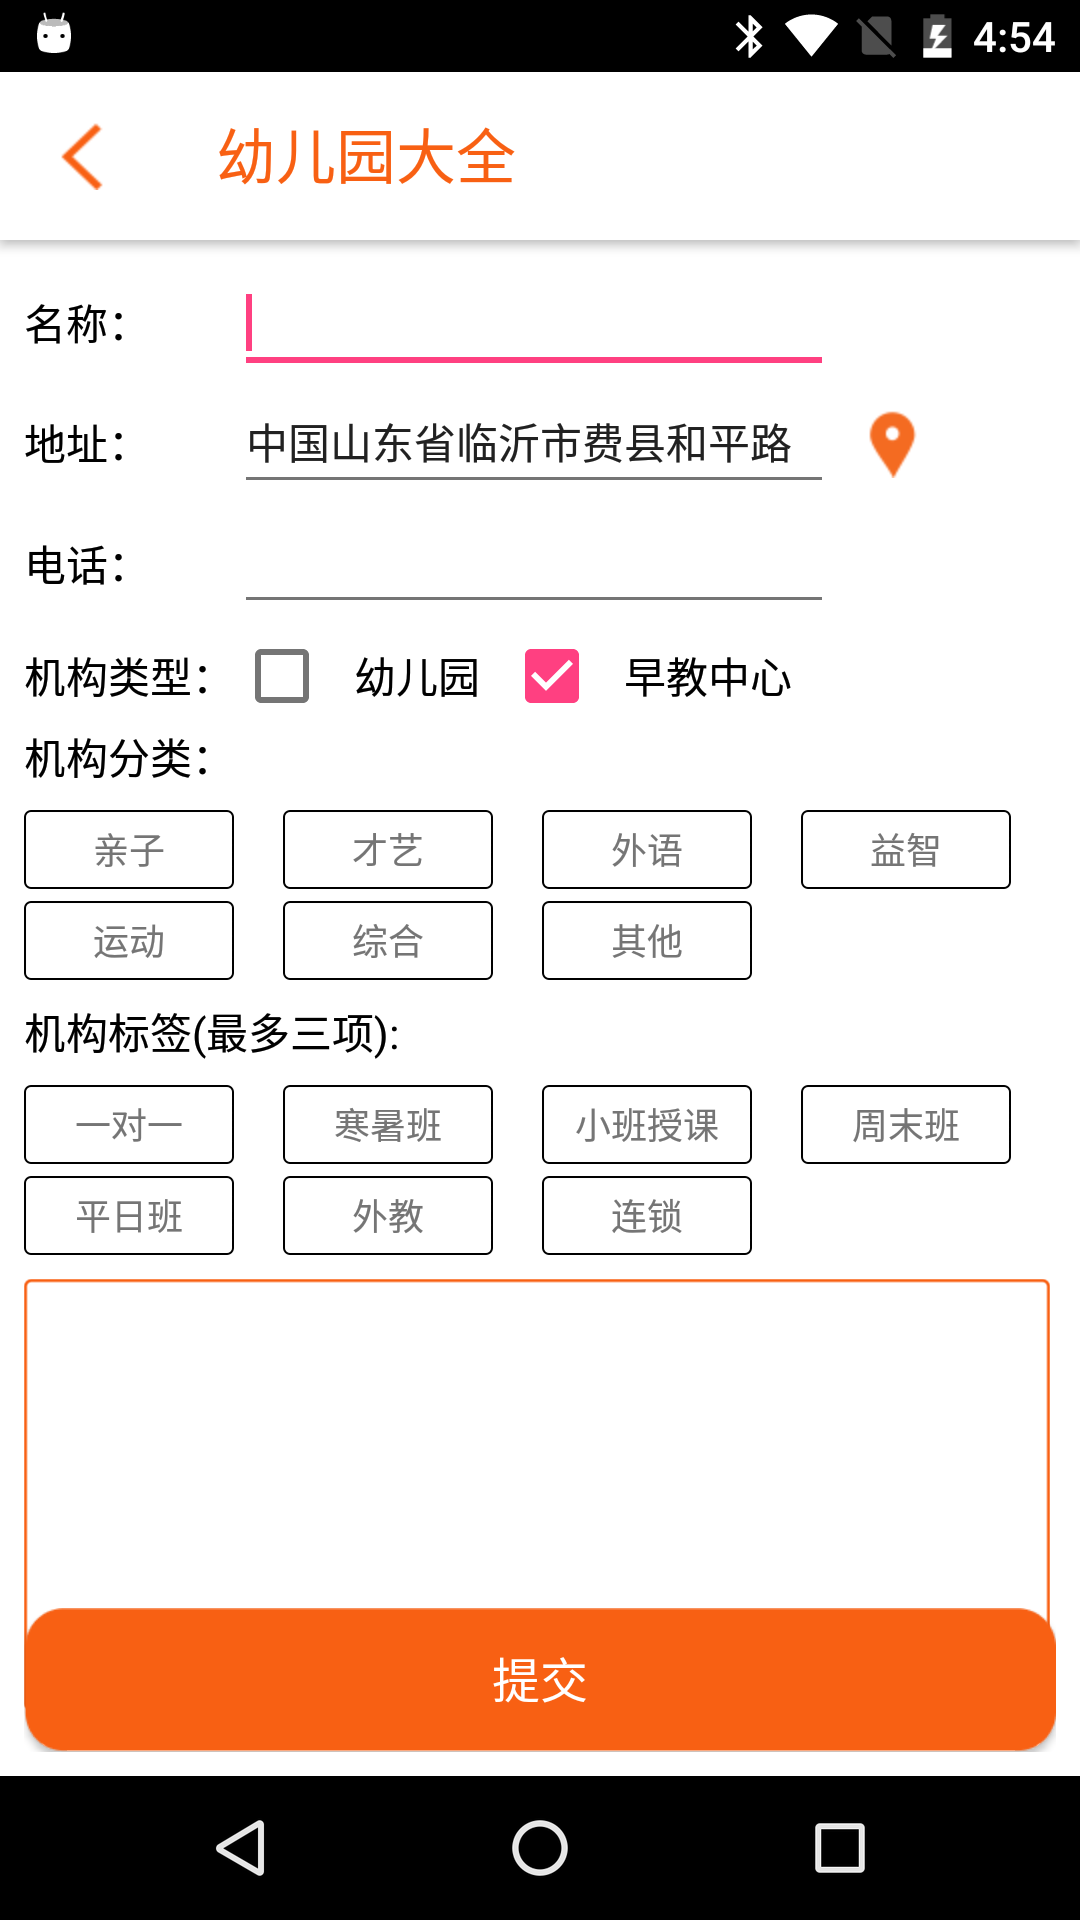 4:54
幼儿园大全
名称：
地址： 中国山东省临沂市费县和平路
电话：
机构类型： 幼儿园 早教中心
机构分类：
亲子 才艺 外语 益智
运动 综合 其他
机构标签(最多三项):
一对一 寒暑班 小班授课 周末班
平日班 外教 连锁
提交